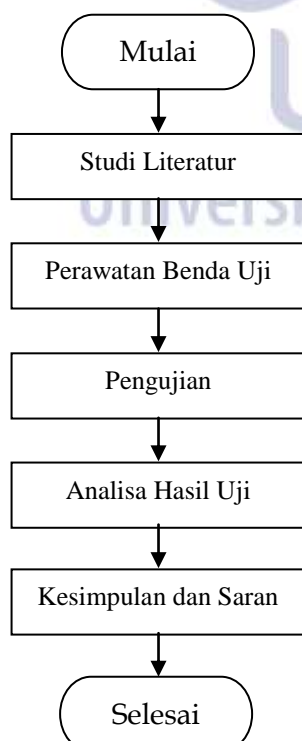 Mulai
Studi Literatur
Perawatan Benda Uji
Pengujian
Analisa Hasil Uji
Kesimpulan dan Saran
Selesai